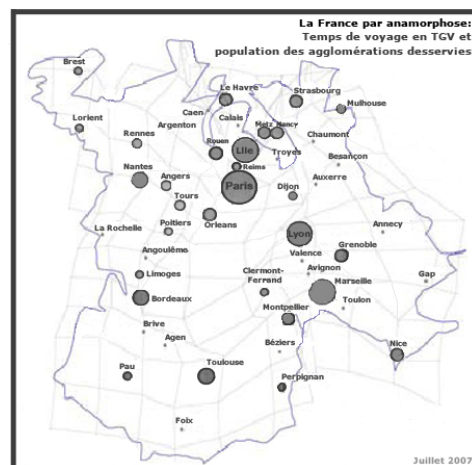 La France par anamorphose:
Temps de voyage en TGV et
population des agglomérations desservies
Brest
Le Havre
Strasbourg
Mulhouse
Caen
Calais
Lorient
Argenton
Metz Nancy
Rennes
Rouen
Lile
Chaumont
Troyes
Reims
Besançon
Nantes
Angers
Paris
Auxerre
Dijon
Tours
Orleans
Poitiers
La Rochelle
Lyon
Annecy
Angoulême
Valence
Grenoble
Limoges
Clermont-
Ferrand
Avignon
Marseille
Gap
Bordeaux
Montpellier
Toulon
Brive
Agen
Béziers
Nice
Pau
Toulouse
Perpignan
Foix
Juillet 2007